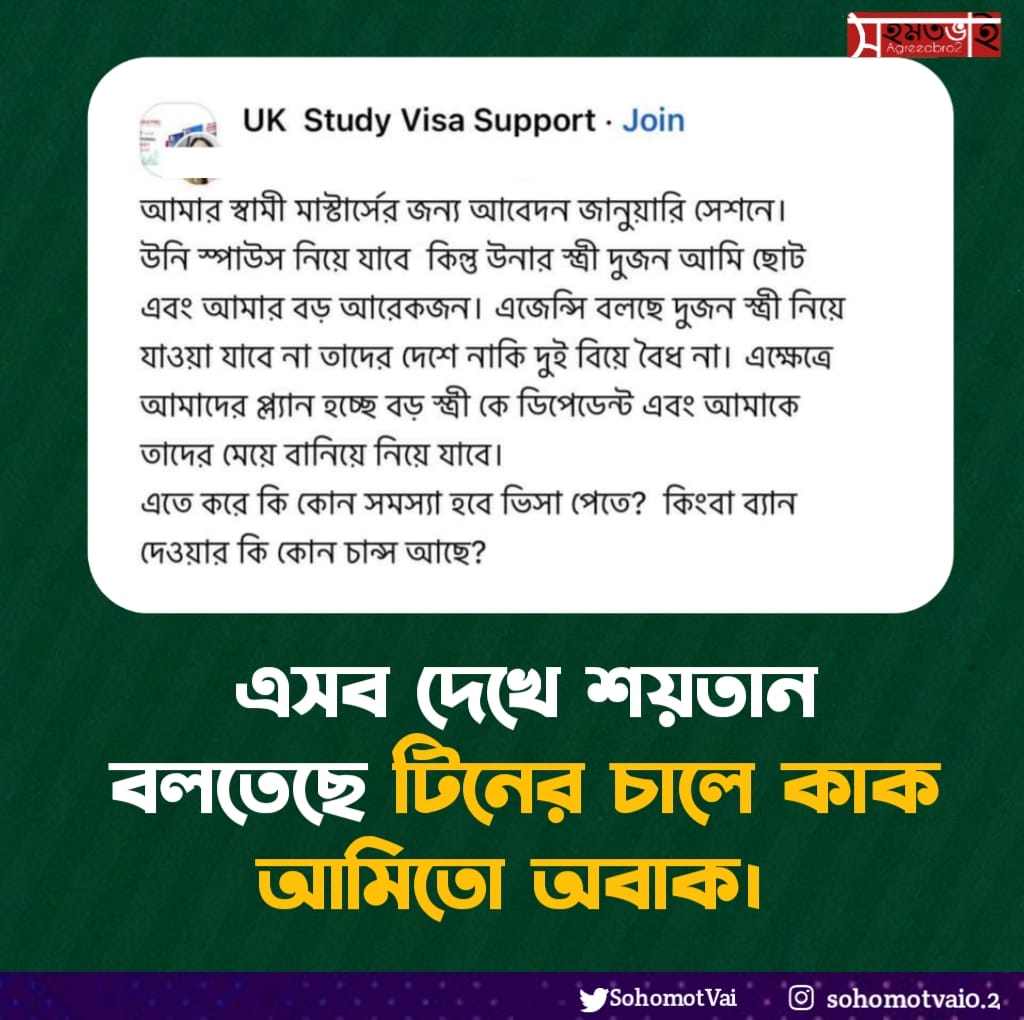 সহমতভাই
Agreeobro2
UK Study Visa Support · Join
আমার স্বামী মাস্টার্সের জন্য আবেদন জানুয়ারি সেশনে।
উনি স্পাউস নিয়ে যাবে কিন্তু উনার স্ত্রী দুজন আমি ছোট
এবং আমার বড় আরেকজন। এজেন্সি বলছে দুজন স্ত্রী নিয়ে
যাওয়া যাবে না তাদের দেশে নাকি দুই বিয়ে বৈধ না। এক্ষেত্রে
আমাদের প্ল্যান হচ্ছে বড় স্ত্রী কে ডিপেডেন্ট এবং আমাকে
তাদের মেয়ে বানিয়ে নিয়ে যাবে।
এতে করে কি কোন সমস্যা হবে ভিসা পেতে? কিংবা ব্যান
দেওয়ার কি কোন চান্স আছে?
এসব দেখে শয়তান
বলতেছে টিনের চালে কাক
আমিতো অবাক।
SohomotVai
sohomotvai0.2